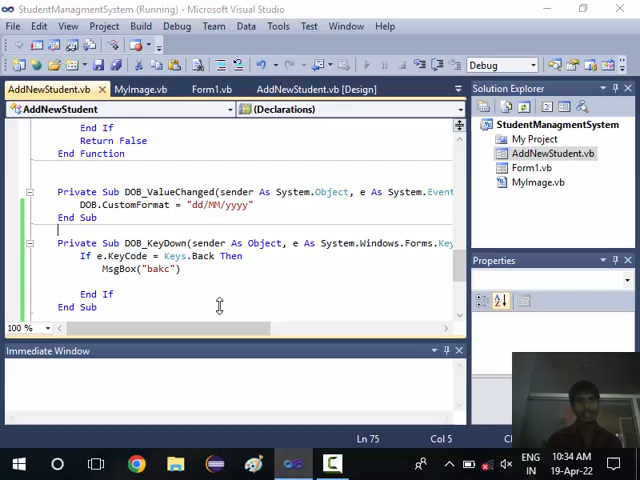 StudentManagmentSystem (Running) - Microsoft Visual Studio
File Edit View Project Build Debug Team Data Tools Test Window Help
Debug
AddNewStudent.vb MyImage.vb Form1.vb AddNewStudent.vb [Design]
AddNewStudent (Declarations)
End If
Return False
End Function
Private Sub DOB_ValueChanged(sender As System.Object, e As System.Event
DOB.CustomFormat = "dd/MM/yyyy"
End Sub
Private Sub DOB_KeyDown(sender As Object, e As System.Windows.Forms.Key
If e.KeyCode = Keys.Back Then
MsgBox("bakc")
End If
End Sub
100 %
Immediate Window
Solution Explorer
StudentManagmentSystem
My Project
AddNewStudent.vb
Form1.vb
MyImage.vb
Properties
Ln 75 Col 5
ENG
IN
10:34 AM
19-Apr-22